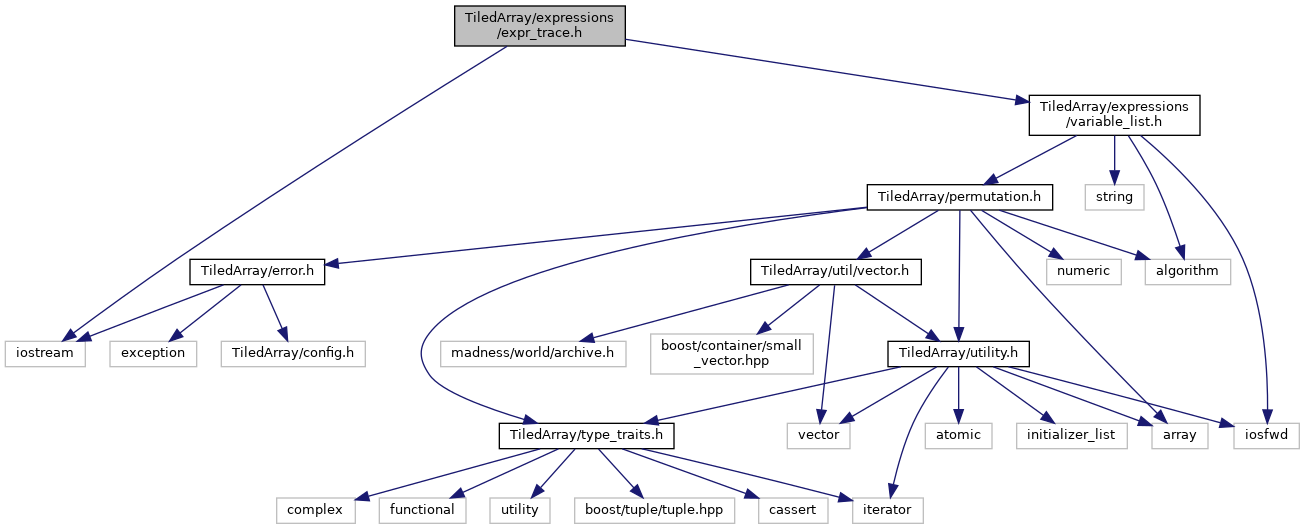 TiledArray/expressions
/expr_trace.h
TiledArray/expressions
/variable_list.h
TiledArray/permutation.h
string
TiledArray/error.h
TiledArray/util/vector.h
numeric
algorithm
iostream
exception
TiledArray/config.h
madness/world/archive.h
boost/container/small
_vector.hpp
TiledArray/utility.h
TiledArray/type_traits.h
vector
atomic
initializer_list
array
iosfwd
complex
functional
utility
boost/tuple/tuple.hpp
cassert
iterator